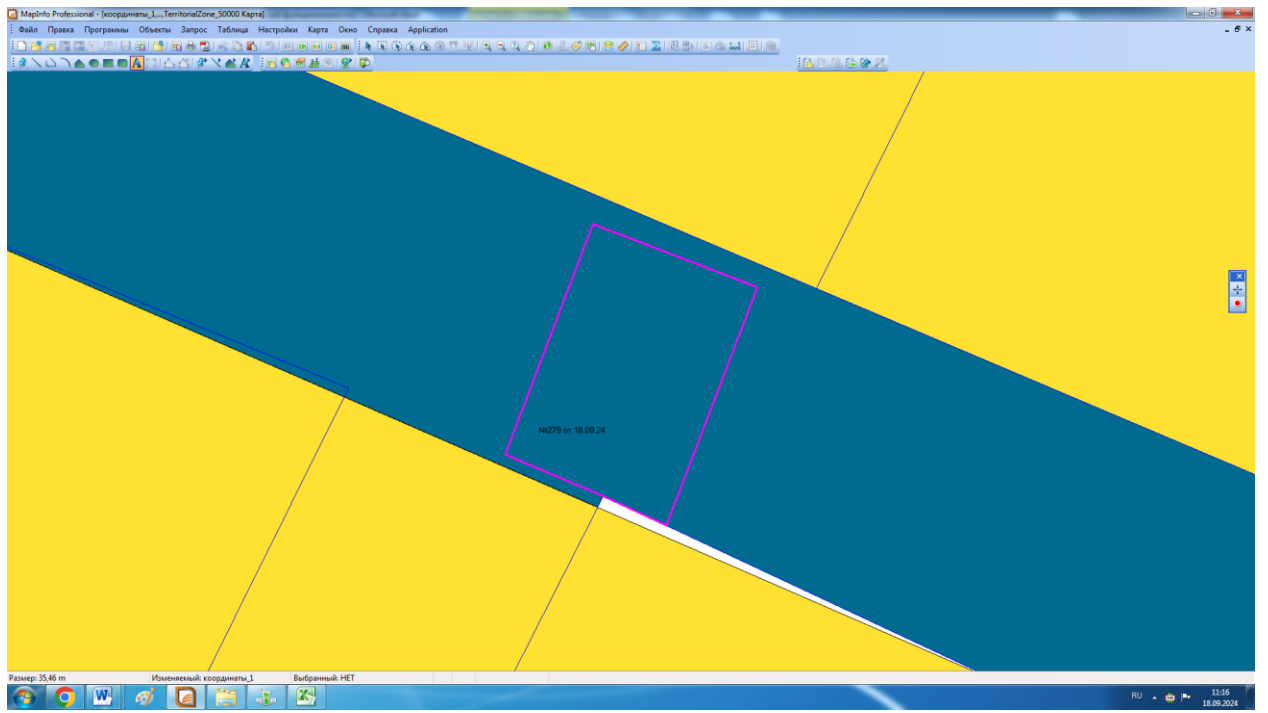 MapInfo Professional - [координаты_1,...,TerritorialZone_50000 Карта]
Файл Правка Программы Объекты Запрос Таблица Настройки Карта Окно Справка Application
№279 от 18.09.24
Размер: 35,46 m Изменяемый: координаты_1 Выбранный: НЕТ
RU 11:16
18.09.2024